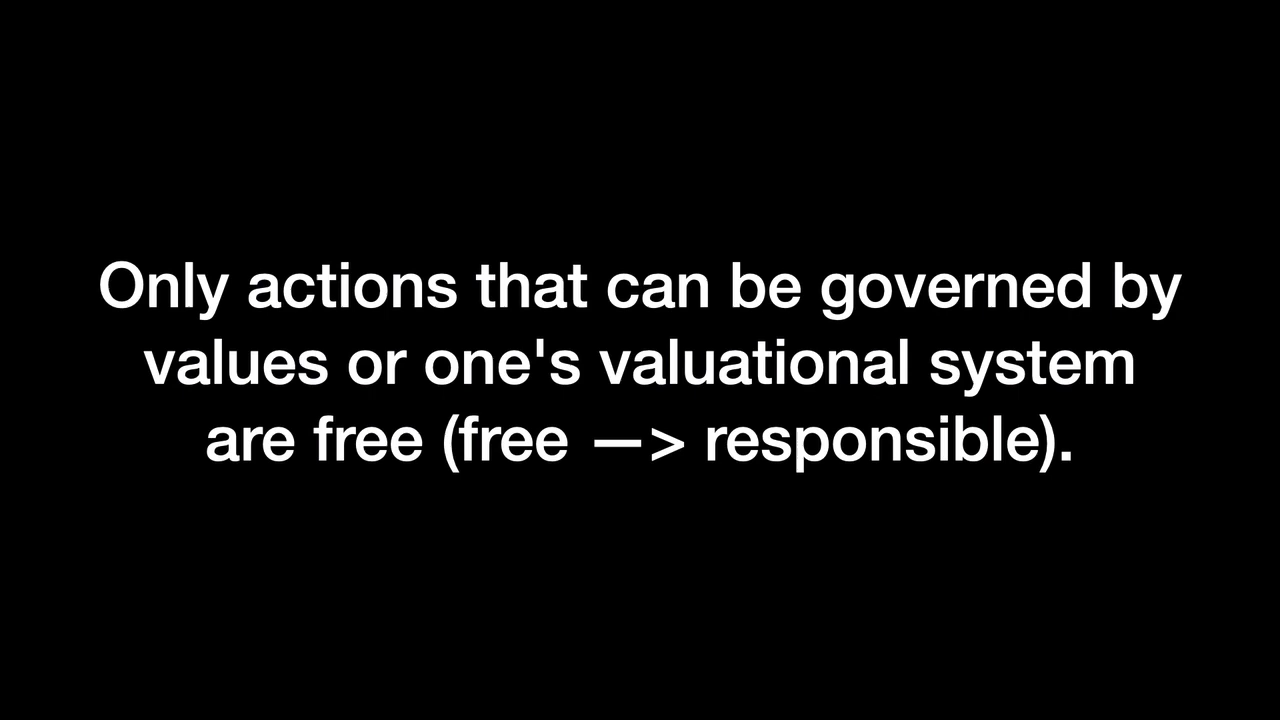 Only actions that can be governed by
values or one's valuational system
are free (free —> responsible).